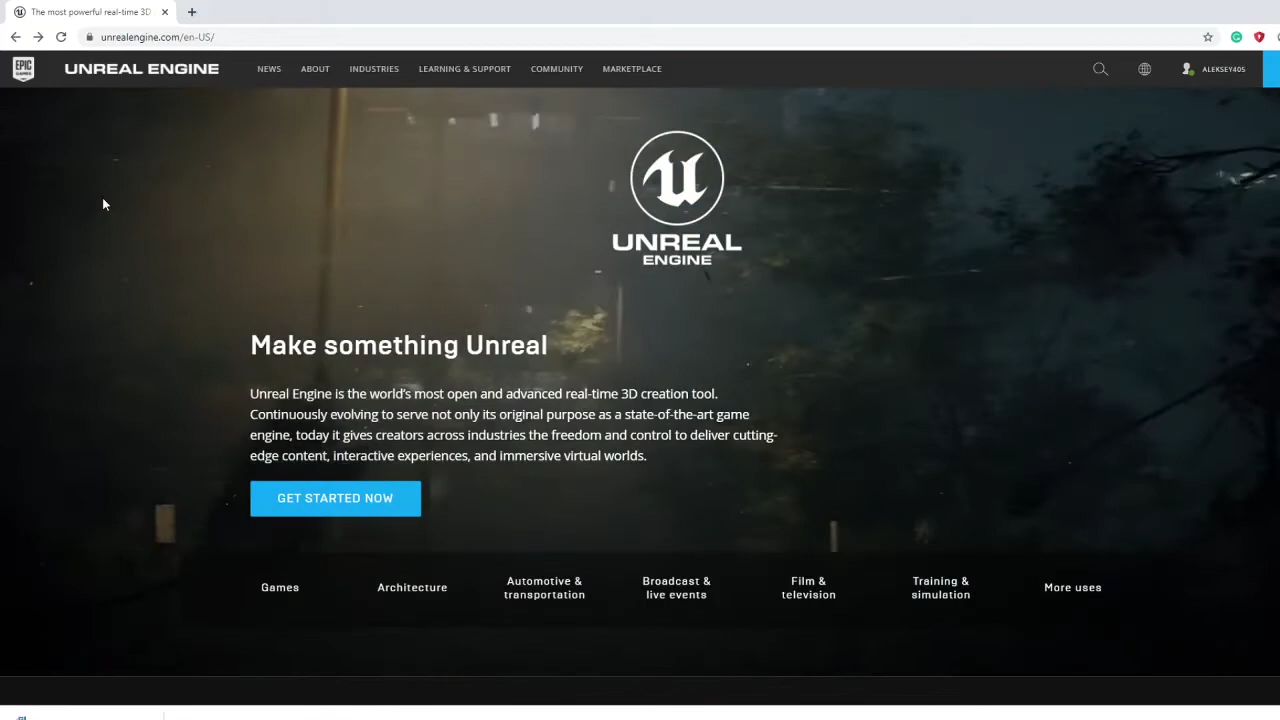 The most powerful real-time 3D
unrealengine.com/en-US/
EPIC GAMES
UNREAL ENGINE
NEWS
ABOUT
INDUSTRIES
LEARNING & SUPPORT
COMMUNITY
MARKETPLACE
ALEKSEY405
UNREAL
ENGINE
Make something Unreal
Unreal Engine is the world's most open and advanced real-time 3D creation tool.
Continuously evolving to serve not only its original purpose as a state-of-the-art game
engine, today it gives creators across industries the freedom and control to deliver cutting-
edge content, interactive experiences, and immersive virtual worlds.
GET STARTED NOW
Games
Architecture
Automotive &
transportation
Broadcast &
live events
Film &
television
Training &
simulation
More uses